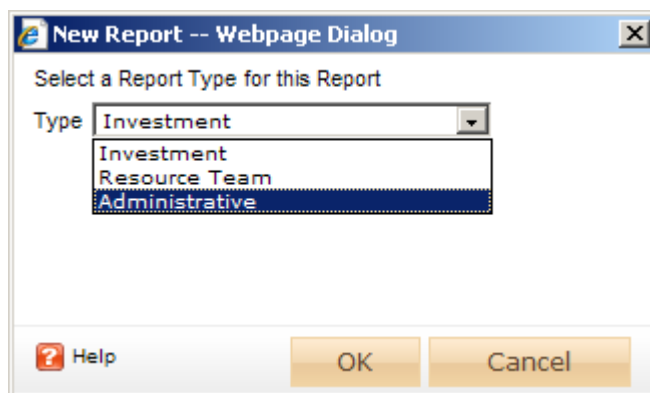 New Report -- Webpage Dialog
Select a Report Type for this Report
Type Investment
Investment
Resource Team
Administrative
Help OK Cancel